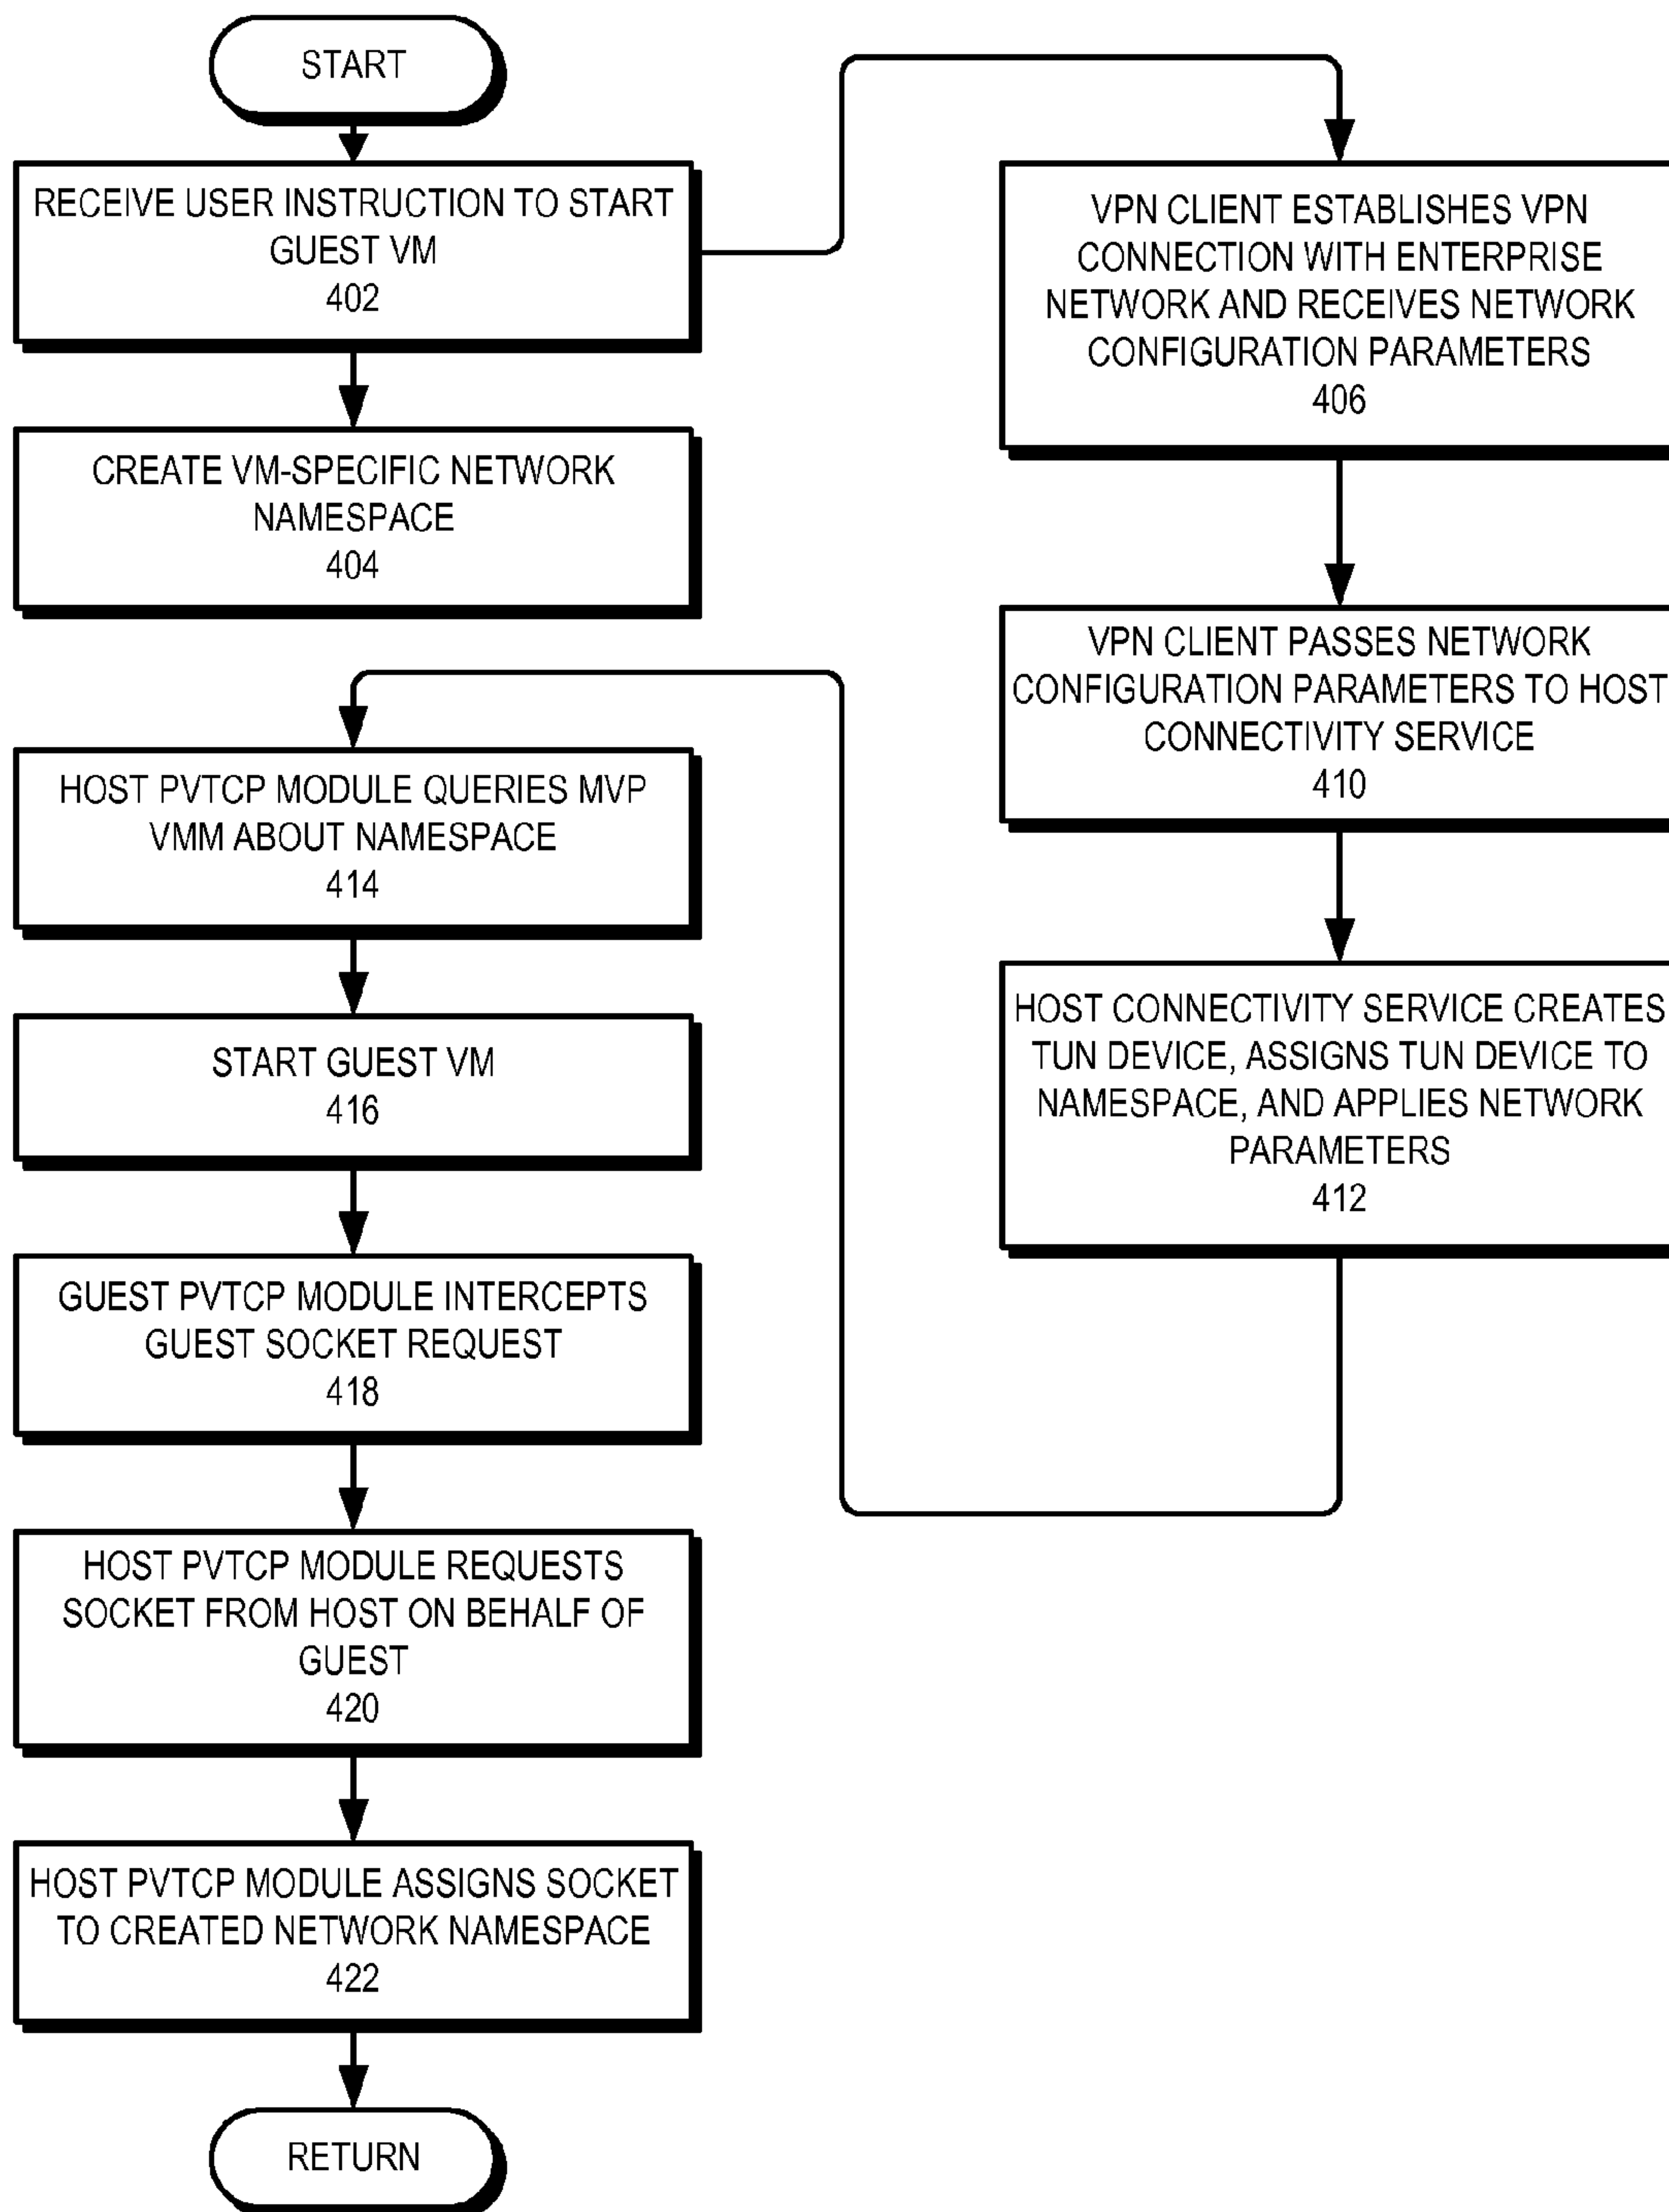 START
RECEIVE USER INSTRUCTION TO START
GUEST VM
402
CREATE VM-SPECIFIC NETWORK
NAMESPACE
404
VPN CLIENT ESTABLISHES VPN
CONNECTION WITH ENTERPRISE
NETWORK AND RECEIVES NETWORK
CONFIGURATION PARAMETERS
406
VPN CLIENT PASSES NETWORK
CONFIGURATION PARAMETERS TO HOST
CONNECTIVITY SERVICE
410
HOST CONNECTIVITY SERVICE CREATES
TUN DEVICE, ASSIGNS TUN DEVICE TO
NAMESPACE, AND APPLIES NETWORK
PARAMETERS
412
HOST PVTCP MODULE QUERIES MVP
VMM ABOUT NAMESPACE
414
START GUEST VM
416
GUEST PVTCP MODULE INTERCEPTS
GUEST SOCKET REQUEST
418
HOST PVTCP MODULE REQUESTS
SOCKET FROM HOST ON BEHALF OF
GUEST
420
HOST PVTCP MODULE ASSIGNS SOCKET
TO CREATED NETWORK NAMESPACE
422
RETURN